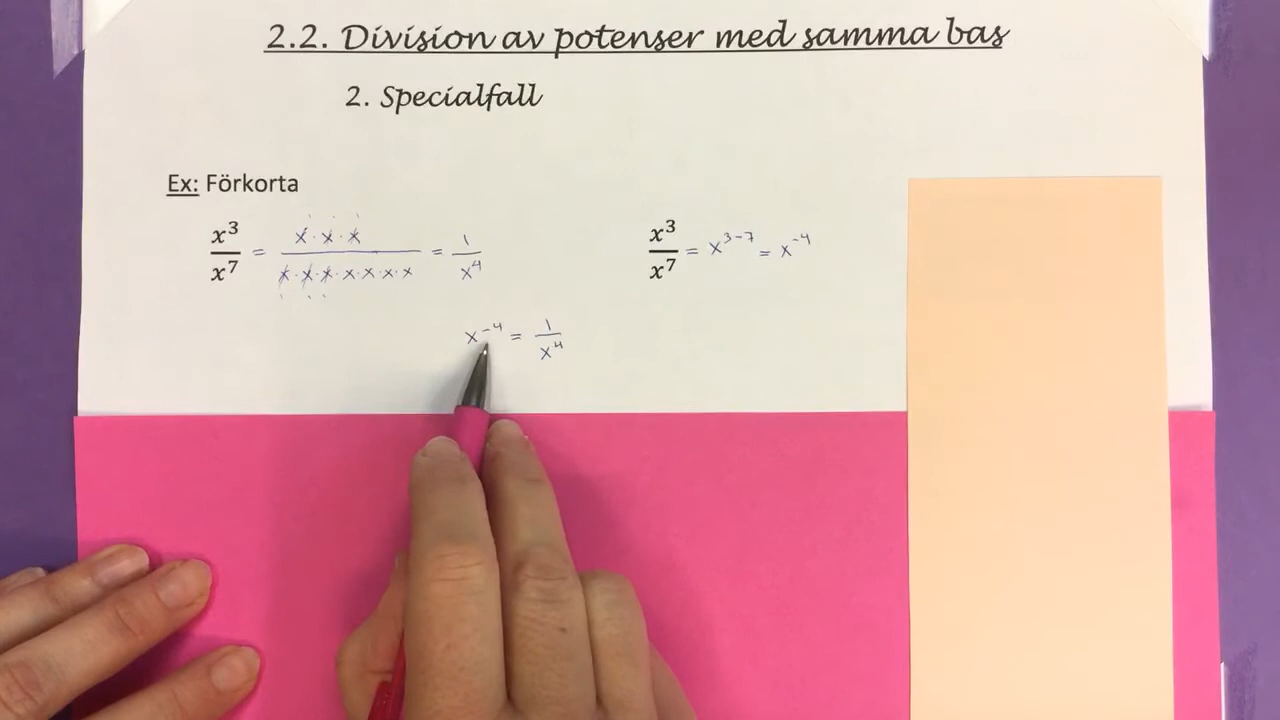 2.2. Division av potenser med samma bas
2. Specialfall
Ex: Förkorta
x³/x⁷ = x·x·x / x·x·x·x·x·x·x = 1/x⁴
x³/x⁷ = x³⁻⁷ = x⁻⁴
x⁻⁴ = 1/x⁴